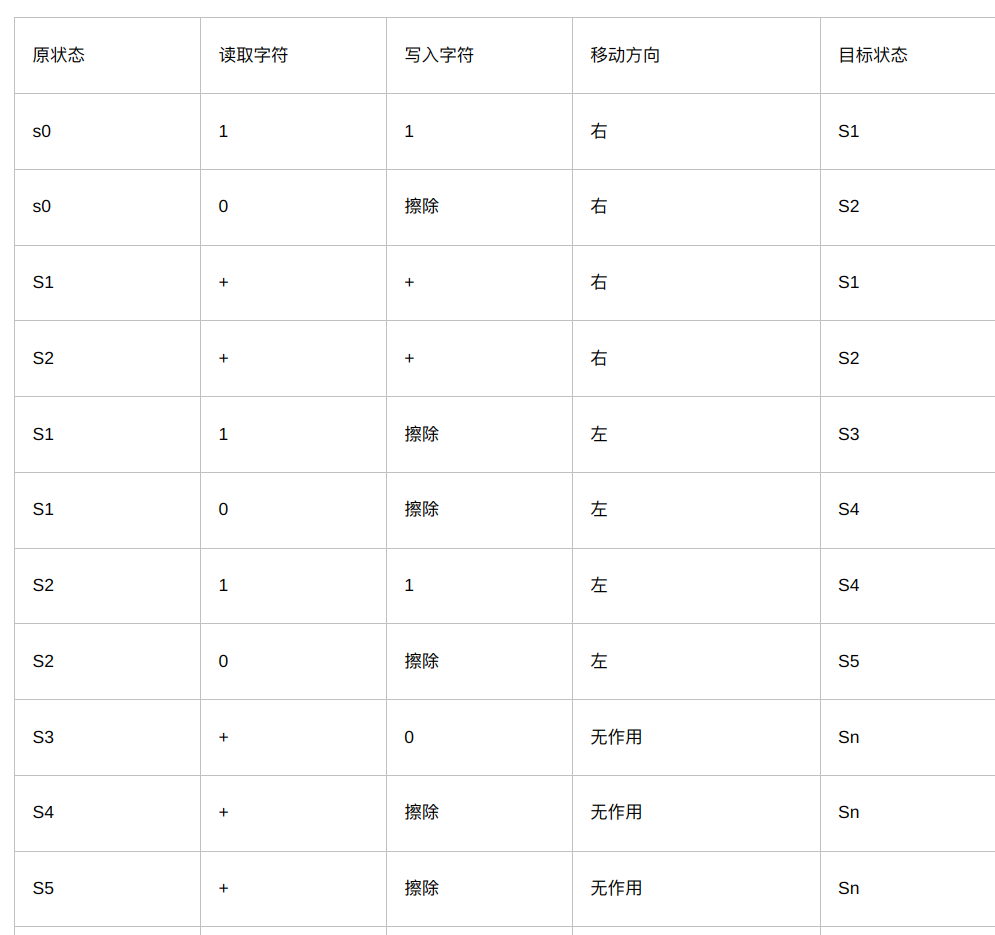 原状态 读取字符 写入字符 移动方向 目标状态
s0 1 1 右 S1
s0 0 擦除 右 S2
S1 + + 右 S1
S2 + + 右 S2
S1 1 擦除 左 S3
S1 0 擦除 左 S4
S2 1 1 左 S4
S2 0 擦除 左 S5
S3 + 0 无作用 Sn
S4 + 擦除 无作用 Sn
S5 + 擦除 无作用 Sn